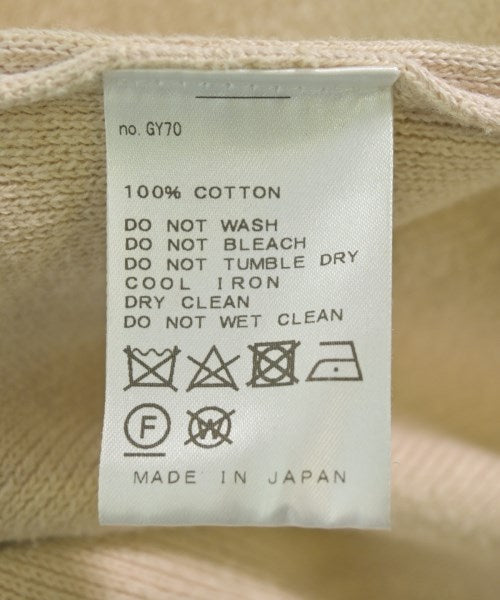 no. GY70
100% COTTON
DO NOT WASH
DO NOT BLEACH
DO NOT TUMBLE DRY
COOL IRON
DRY CLEAN
DO NOT WET CLEAN
F W
MADE IN JAPAN